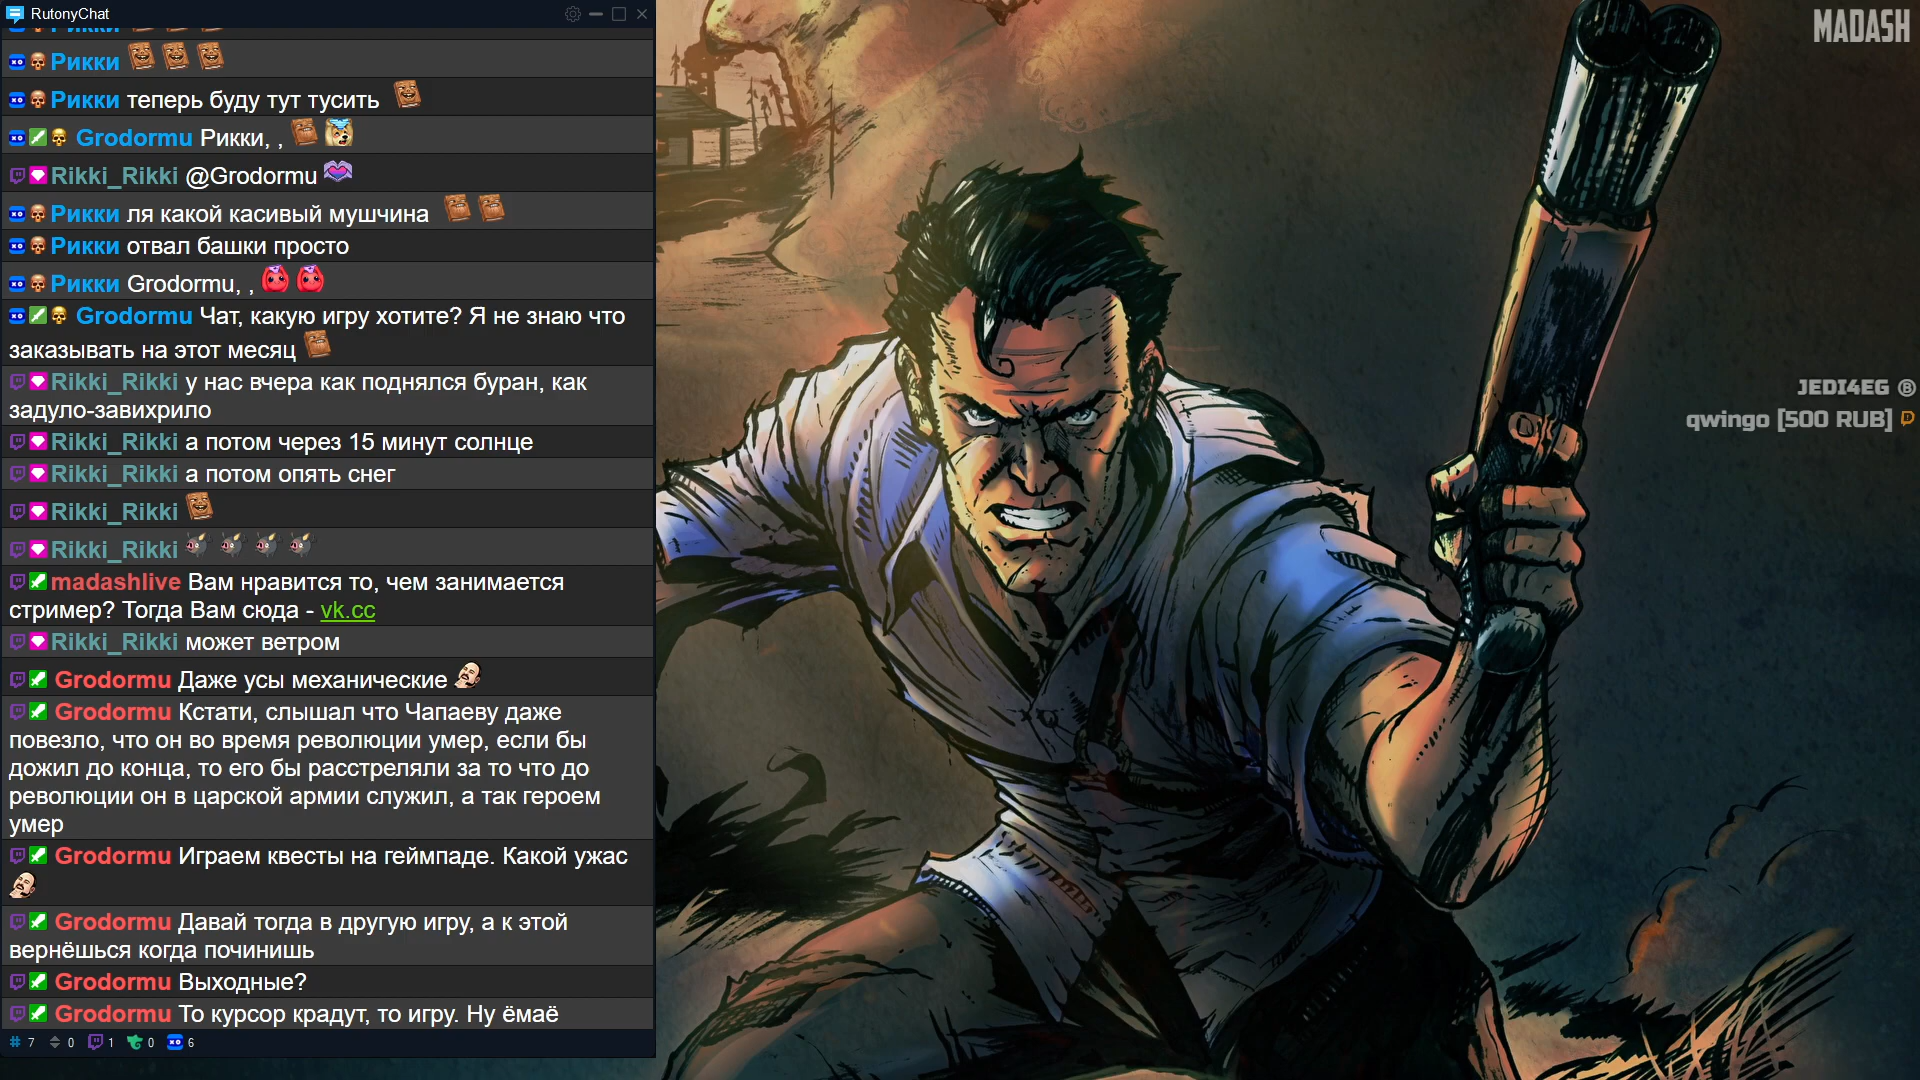 RutonyChat
MADASH
Рикки
Рикки теперь буду тут тусить
Grodormu Рикки, ,
Rikki_Rikki @Grodormu
Рикки ля какой касивый мушчина
Рикки отвал башки просто
Рикки Grodormu, ,
Grodormu Чат, какую игру хотите? Я не знаю что
заказывать на этот месяц
Rikki_Rikki у нас вчера как поднялся буран, как
задуло-завихрило
Rikki_Rikki а потом через 15 минут солнце
Rikki_Rikki а потом опять снег
Rikki_Rikki
Rikki_Rikki
madashlive Вам нравится то, чем занимается
стример? Тогда Вам сюда - vk.cc
Rikki_Rikki может ветром
Grodormu Даже усы механические
Grodormu Кстати, слышал что Чапаеву даже
повезло, что он во время революции умер, если бы
дожил до конца, то его бы расстреляли за то что до
революции он в царской армии служил, а так героем
умер
Grodormu Играем квесты на геймпаде. Какой ужас
Grodormu Давай тогда в другую игру, а к этой
вернёшься когда починишь
Grodormu Выходные?
Grodormu То курсор крадут, то игру. Ну ёмаё
# 7 0 1 0 6
JEDI4EG
qwingo [500 RUB]